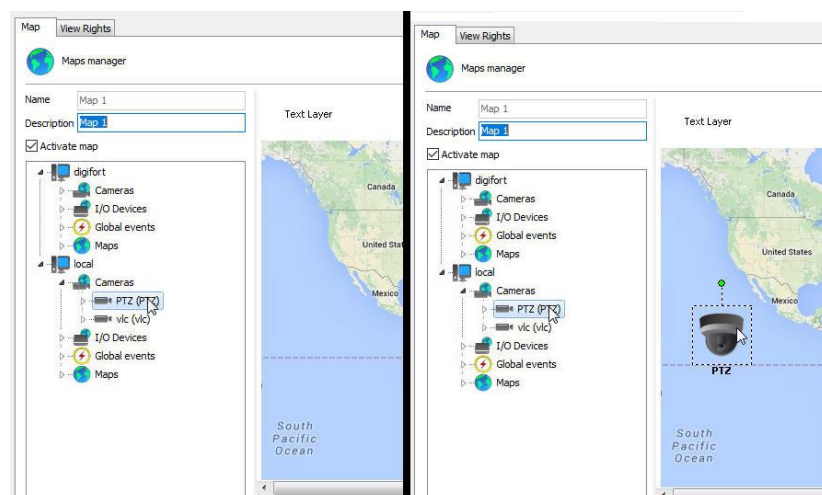 Map View Rights
Maps manager
Name Map 1
Description Map 1
Activate map
digifort
Cameras
I/O Devices
Global events
Maps
local
Cameras
PTZ (PTZ)
vlc (vlc)
I/O Devices
Global events
Maps
Text Layer
Canada
United Stat
Mexico
South
Pacific
Ocean
Map View Rights
Maps manager
Name Map 1
Description Map 1
Activate map
digifort
Cameras
I/O Devices
Global events
Maps
local
Cameras
PTZ (PTZ)
vlc (vlc)
I/O Devices
Global events
Maps
Text Layer
Canada
United States
Mexico
PTZ
South
Pacific
Ocean